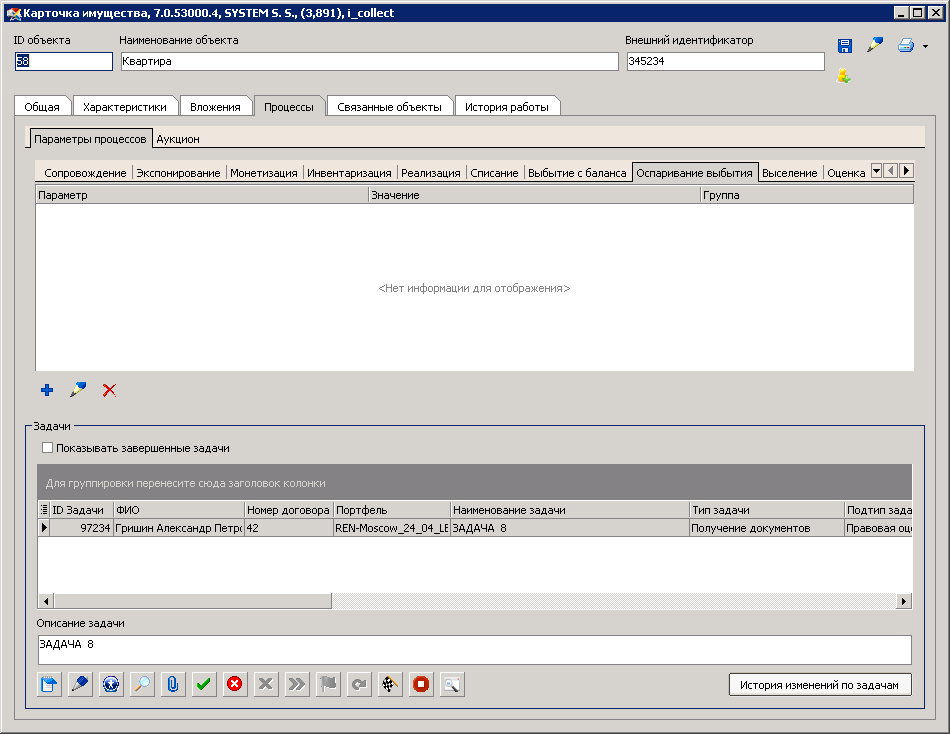 Карточка имущества, 7.0.53000.4, SYSTEM S. S., (3,891), i_collect
ID объекта Наименование объекта Внешний идентификатор
58 Квартира 345234
Общая Характеристики Вложения Процессы Связанные объекты История работы
Параметры процессов Аукцион
Сопровождение Экспонирование Монетизация Инвентаризация Реализация Списание Выбытие с баланса Оспаривание выбытия Выселение Оценка
Параметр Значение Группа
<Нет информации для отображения>
Задачи
Показывать завершенные задачи
Для группировки перенесите сюда заголовок колонки
ID Задачи ФИО Номер договора Портфель Наименование задачи Тип задачи Подтип зада
97234 Гришин Александр Петро 42 REN-Moscow_24_04_LE ЗАДАЧА 8 Получение документов Правовая оце
Описание задачи
ЗАДАЧА 8
История изменений по задачам